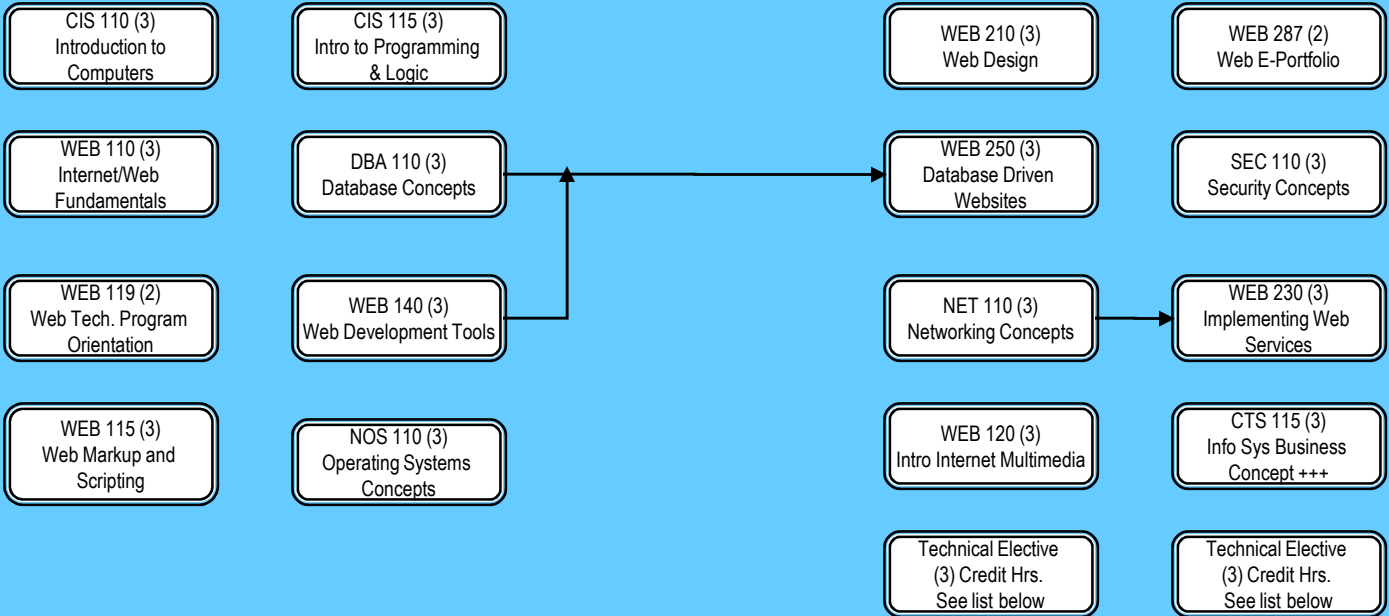 CIS 110 (3)
Introduction to
Computers
CIS 115 (3)
Intro to Programming
& Logic
WEB 210 (3)
Web Design
WEB 287 (2)
Web E-Portfolio
WEB 110 (3)
Internet/Web
Fundamentals
DBA 110 (3)
Database Concepts
WEB 250 (3)
Database Driven
Websites
SEC 110 (3)
Security Concepts
WEB 119 (2)
Web Tech. Program
Orientation
WEB 140 (3)
Web Development Tools
NET 110 (3)
Networking Concepts
WEB 230 (3)
Implementing Web
Services
WEB 115 (3)
Web Markup and
Scripting
NOS 110 (3)
Operating Systems
Concepts
WEB 120 (3)
Intro Internet Multimedia
CTS 115 (3)
Info Sys Business
Concept +++
Technical Elective
(3) Credit Hrs.
See list below
Technical Elective
(3) Credit Hrs.
See list below